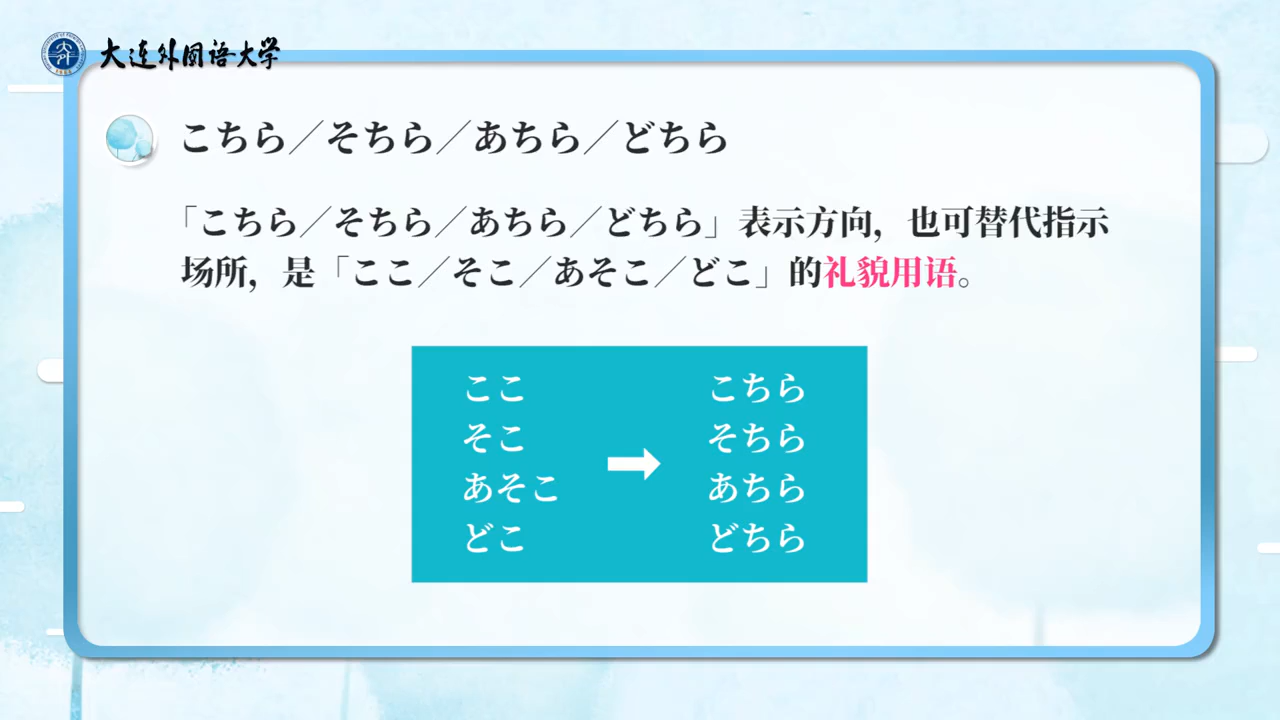 大连外国语大学
こちら／そちら／あちら／どちら
「こちら／そちら／あちら／どちら」表示方向，也可替代指示
场所，是「ここ／そこ／あそこ／どこ」的礼貌用语。
ここ こちら
そこ そちら
あそこ あちら
どこ どちら